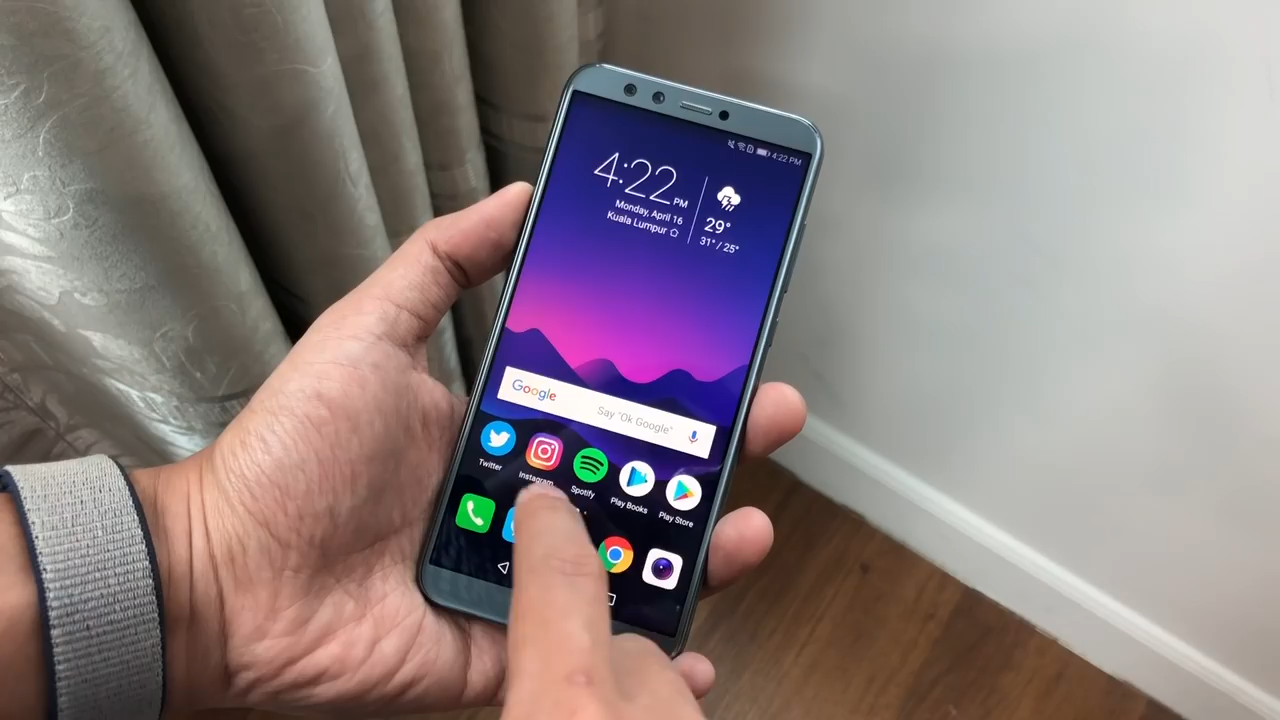 4:22 PM
4:22 PM
Monday, April 16
Kuala Lumpur
29°
31° / 25°
Google
Say "Ok Google"
Twitter
Instagram
Spotify
Play Books
Play Store